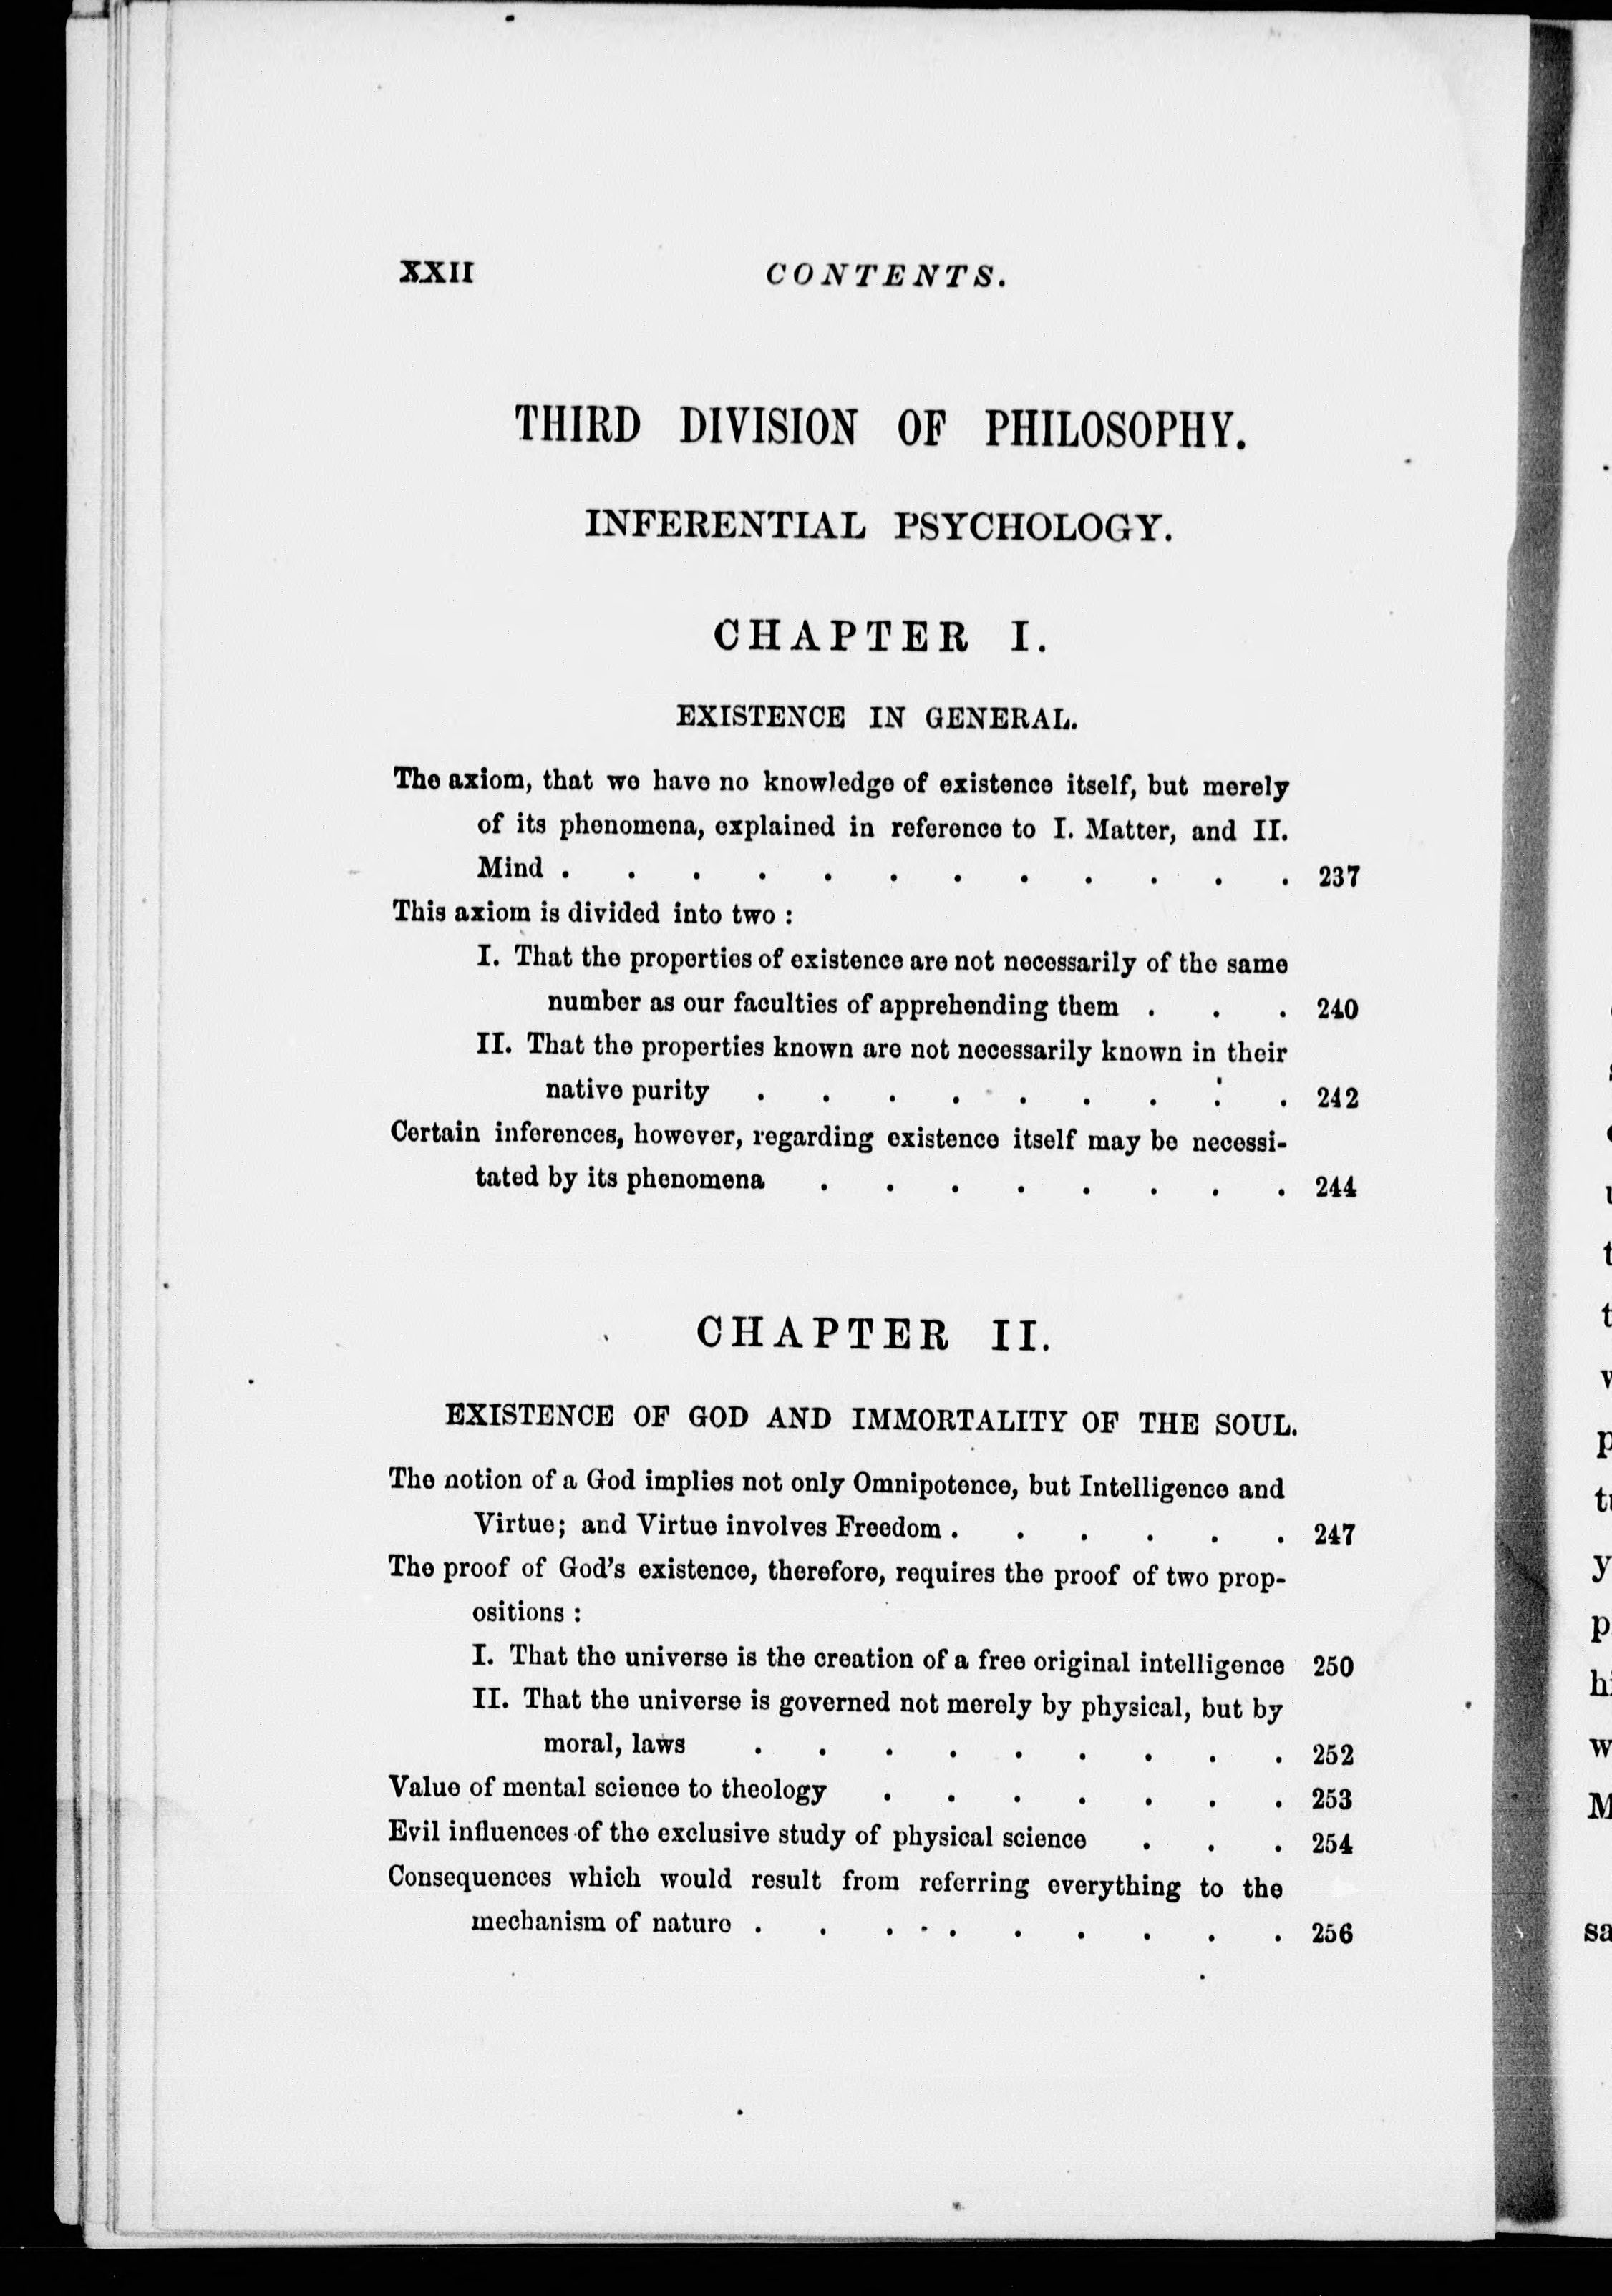 XXII CONTENTS.
THIRD DIVISION OF PHILOSOPHY.
INFERENTIAL PSYCHOLOGY.
CHAPTER I.
EXISTENCE IN GENERAL.
The axiom, that we have no knowledge of existence itself, but merely
of its phenomena, explained in reference to I. Matter, and II.
Mind . . . . . . . . . . . . 237
This axiom is divided into two :
I. That the properties of existence are not necessarily of the same
number as our faculties of apprehending them . . . 240
II. That the properties known are not necessarily known in their
native purity . . . . . . . . . 242
Certain inferences, however, regarding existence itself may be necessi-
tated by its phenomena . . . . . . . . 244
CHAPTER II.
EXISTENCE OF GOD AND IMMORTALITY OF THE SOUL.
The notion of a God implies not only Omnipotence, but Intelligence and
Virtue; and Virtue involves Freedom . . . . . . 247
The proof of God's existence, therefore, requires the proof of two prop-
ositions :
I. That the universe is the creation of a free original intelligence 250
II. That the universe is governed not merely by physical, but by
moral, laws . . . . . . . . . 252
Value of mental science to theology . . . . . . . 253
Evil influences of the exclusive study of physical science . . . 254
Consequences which would result from referring everything to the
mechanism of nature . . . . . . . . . 256